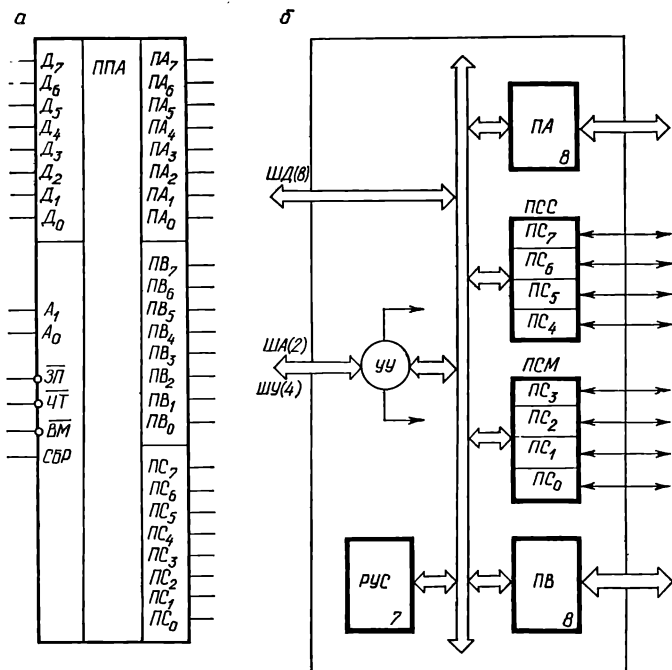 а
Д7
Д6
Д5
Д4
Д3
Д2
Д1
Д0
А1
А0
ЗП
ЧТ
ВМ
СБР
ППА
ПА7
ПА6
ПА5
ПА4
ПА3
ПА2
ПА1
ПА0
ПВ7
ПВ6
ПВ5
ПВ4
ПВ3
ПВ2
ПВ1
ПВ0
ПС7
ПС6
ПС5
ПС4
ПС3
ПС2
ПС1
ПС0
б
ПА
8
ШД(8)
ПСС
ПС7
ПС6
ПС5
ПС4
ША(2)
УУ
ШУ(4)
ПСМ
ПС3
ПС2
ПС1
ПС0
РУС
7
ПВ
8